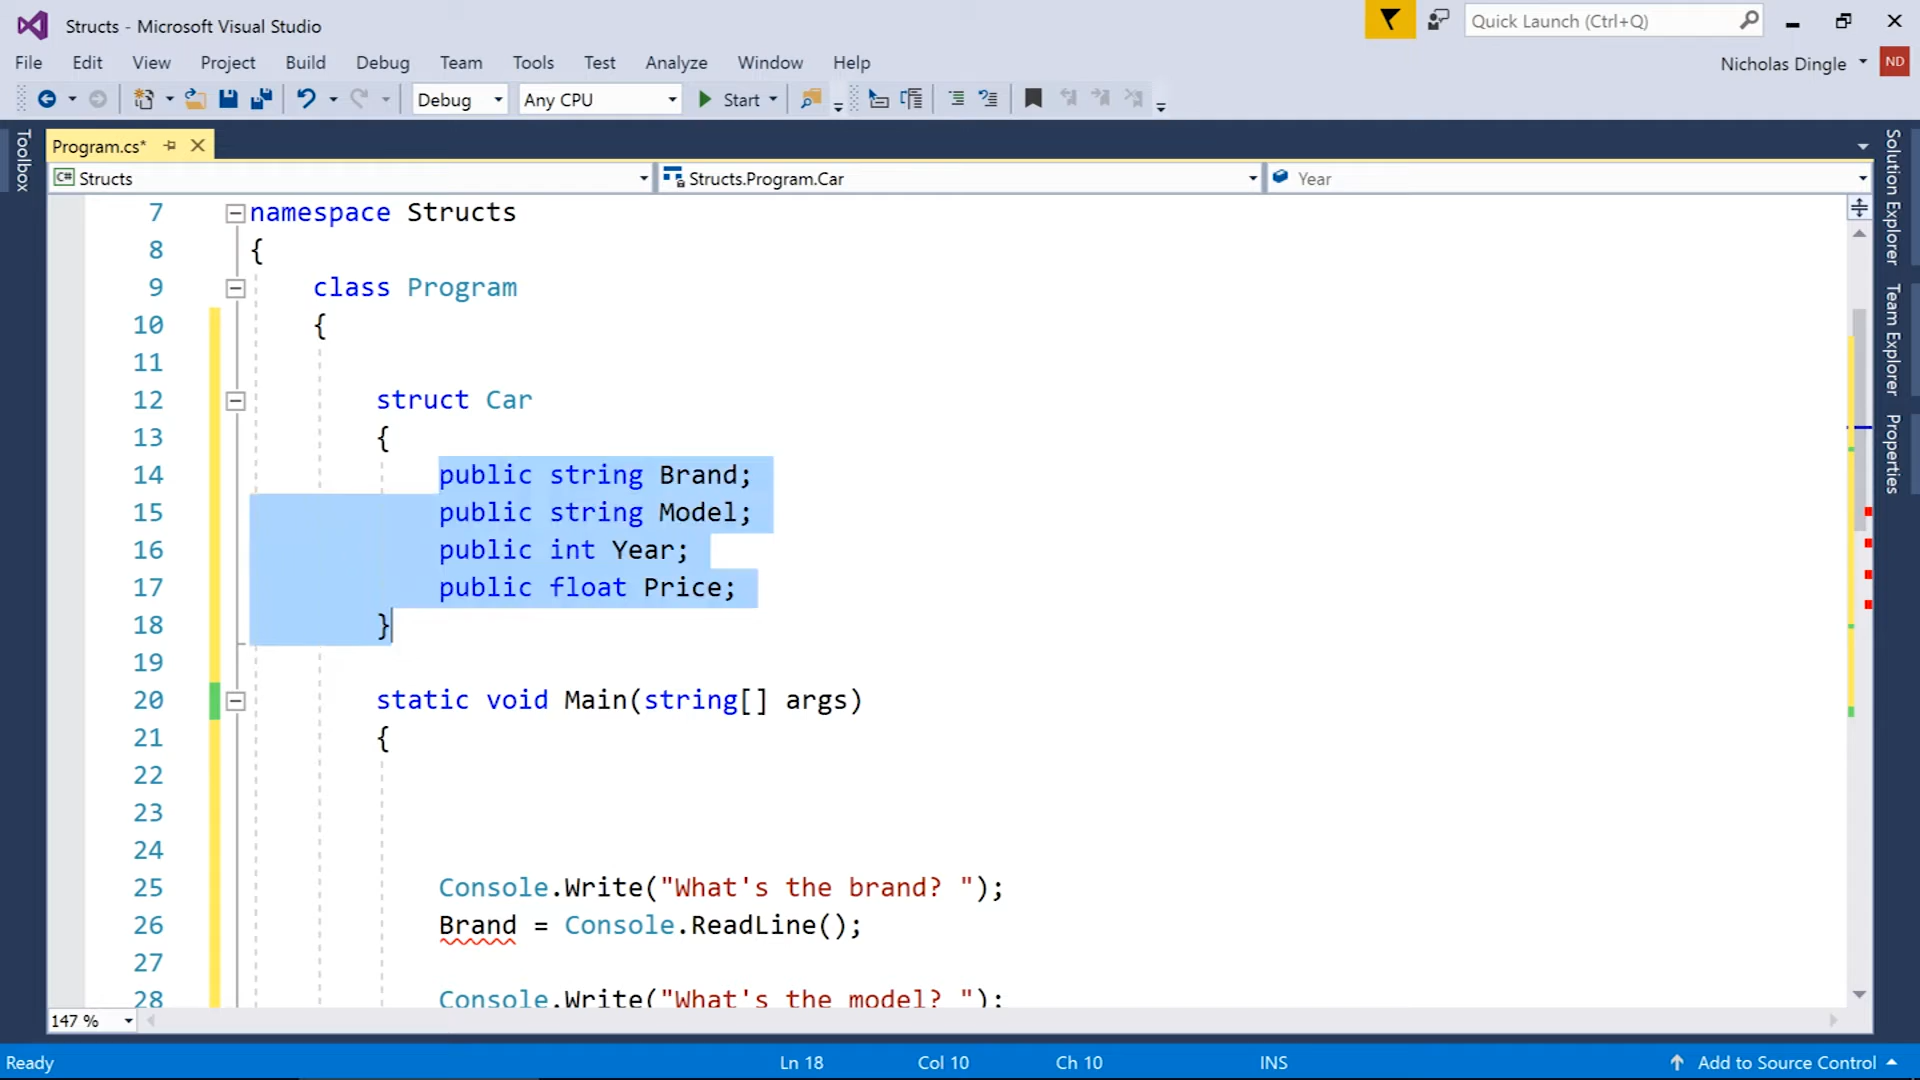 Structs - Microsoft Visual Studio
Quick Launch (Ctrl+Q)
File Edit View Project Build Debug Team Tools Test Analyze Window Help
Nicholas Dingle ND
Debug Any CPU Start
Toolbox
Program.cs*
C# Structs Structs.Program.Car Year
7 namespace Structs
8 {
9 class Program
10 {
11
12 struct Car
13 {
14 public string Brand;
15 public string Model;
16 public int Year;
17 public float Price;
18 }
19
20 static void Main(string[] args)
21 {
22
23
24
25 Console.Write("What's the brand? ");
26 Brand = Console.ReadLine();
27
28 Console.Write("What's the model? ");
Solution Explorer
Team Explorer
Properties
147 %
Ready Ln 18 Col 10 Ch 10 INS Add to Source Control